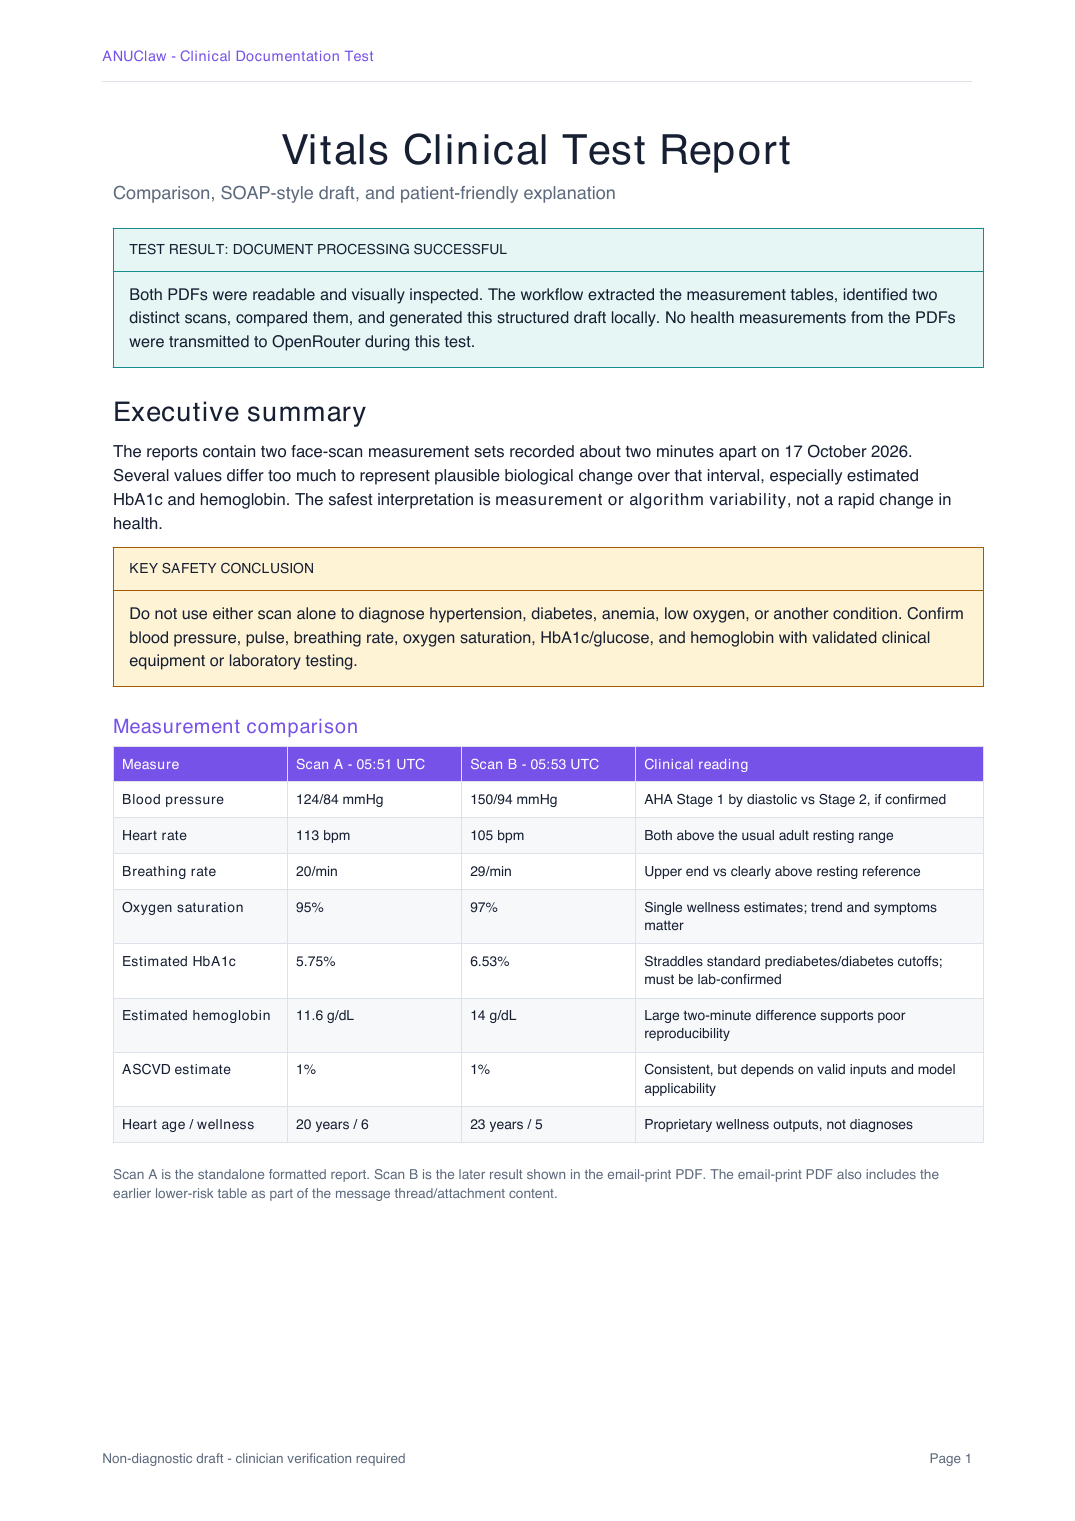 ANUClaw - Clinical Documentation Test
Vitals Clinical Test Report
Comparison, SOAP-style draft, and patient-friendly explanation
TEST RESULT: DOCUMENT PROCESSING SUCCESSFUL
Both PDFs were readable and visually inspected. The workflow extracted the measurement tables, identified two
distinct scans, compared them, and generated this structured draft locally. No health measurements from the PDFs
were transmitted to OpenRouter during this test.
Executive summary
The reports contain two face-scan measurement sets recorded about two minutes apart on 17 October 2026.
Several values differ too much to represent plausible biological change over that interval, especially estimated
HbA1c and hemoglobin. The safest interpretation is measurement or algorithm variability, not a rapid change in
health.
KEY SAFETY CONCLUSION
Do not use either scan alone to diagnose hypertension, diabetes, anemia, low oxygen, or another condition. Confirm
blood pressure, pulse, breathing rate, oxygen saturation, HbA1c/glucose, and hemoglobin with validated clinical
equipment or laboratory testing.
Measurement comparison
Measure Scan A - 05:51 UTC Scan B - 05:53 UTC Clinical reading
Blood pressure 124/84 mmHg 150/94 mmHg AHA Stage 1 by diastolic vs Stage 2, if confirmed
Heart rate 113 bpm 105 bpm Both above the usual adult resting range
Breathing rate 20/min 29/min Upper end vs clearly above resting reference
Oxygen saturation 95% 97% Single wellness estimates; trend and symptoms
matter
Estimated HbA1c 5.75% 6.53% Straddles standard prediabetes/diabetes cutoffs;
must be lab-confirmed
Estimated hemoglobin 11.6 g/dL 14 g/dL Large two-minute difference supports poor
reproducibility
ASCVD estimate 1% 1% Consistent, but depends on valid inputs and model
applicability
Heart age / wellness 20 years / 6 23 years / 5 Proprietary wellness outputs, not diagnoses
Scan A is the standalone formatted report. Scan B is the later result shown in the email-print PDF. The email-print PDF also includes the
earlier lower-risk table as part of the message thread/attachment content.
Non-diagnostic draft - clinician verification required Page 1